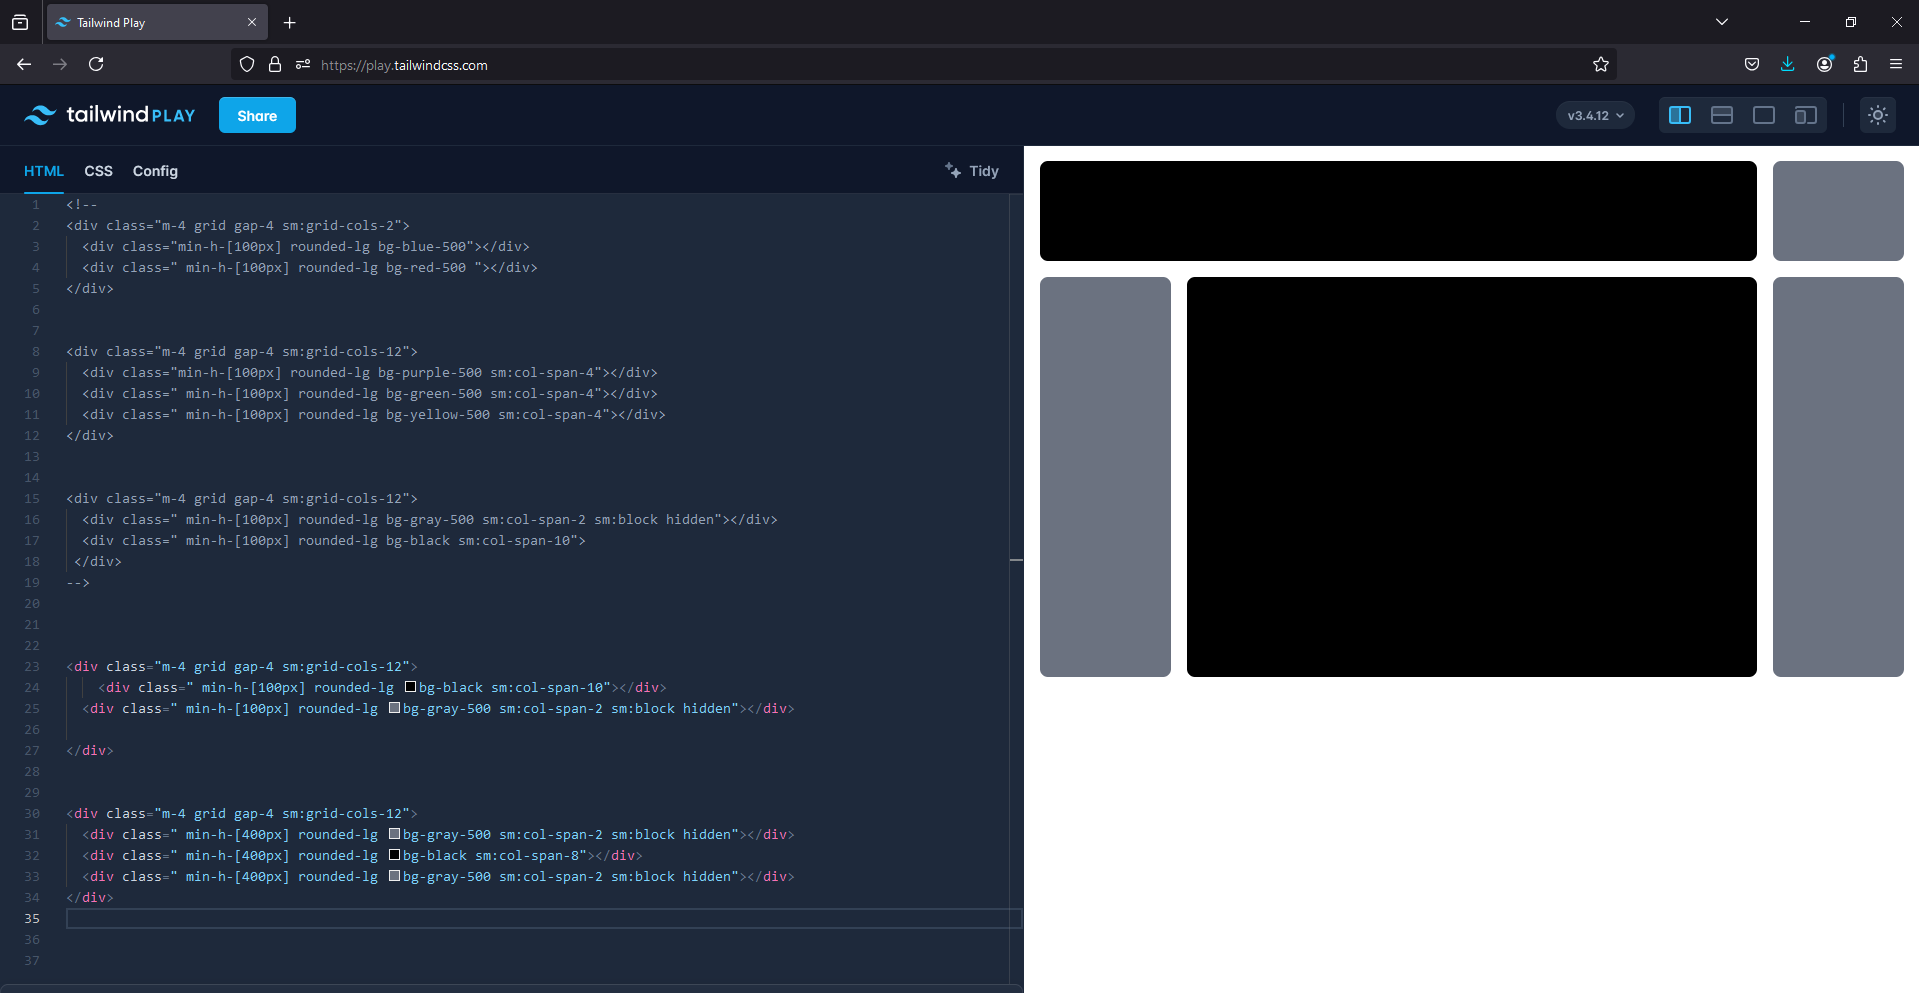 Tailwind Play
https://play.tailwindcss.com
tailwind PLAY
Share
v3.4.12
HTML CSS Config
Tidy
1 <!--
2 <div class="m-4 grid gap-4 sm:grid-cols-2">
3 <div class="min-h-[100px] rounded-lg bg-blue-500"></div>
4 <div class=" min-h-[100px] rounded-lg bg-red-500 "></div>
5 </div>
6
7
8 <div class="m-4 grid gap-4 sm:grid-cols-12">
9 <div class="min-h-[100px] rounded-lg bg-purple-500 sm:col-span-4"></div>
10 <div class=" min-h-[100px] rounded-lg bg-green-500 sm:col-span-4"></div>
11 <div class=" min-h-[100px] rounded-lg bg-yellow-500 sm:col-span-4"></div>
12 </div>
13
14
15 <div class="m-4 grid gap-4 sm:grid-cols-12">
16 <div class=" min-h-[100px] rounded-lg bg-gray-500 sm:col-span-2 sm:block hidden"></div>
17 <div class=" min-h-[100px] rounded-lg bg-black sm:col-span-10">
18 </div>
19 -->
20
21
22
23 <div class="m-4 grid gap-4 sm:grid-cols-12">
24 <div class=" min-h-[100px] rounded-lg bg-black sm:col-span-10"></div>
25 <div class=" min-h-[100px] rounded-lg bg-gray-500 sm:col-span-2 sm:block hidden"></div>
26
27 </div>
28
29
30 <div class="m-4 grid gap-4 sm:grid-cols-12">
31 <div class=" min-h-[400px] rounded-lg bg-gray-500 sm:col-span-2 sm:block hidden"></div>
32 <div class=" min-h-[400px] rounded-lg bg-black sm:col-span-8"></div>
33 <div class=" min-h-[400px] rounded-lg bg-gray-500 sm:col-span-2 sm:block hidden"></div>
34 </div>
35
36
37